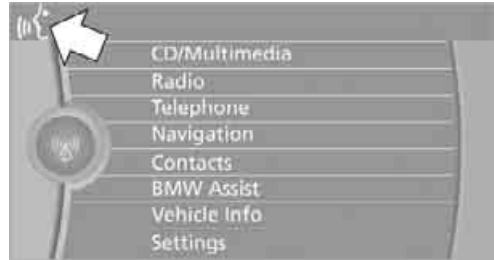 CD/Multimedia
Radio
Telephone
Navigation
Contacts
BMW Assist
Vehicle Info
Settings